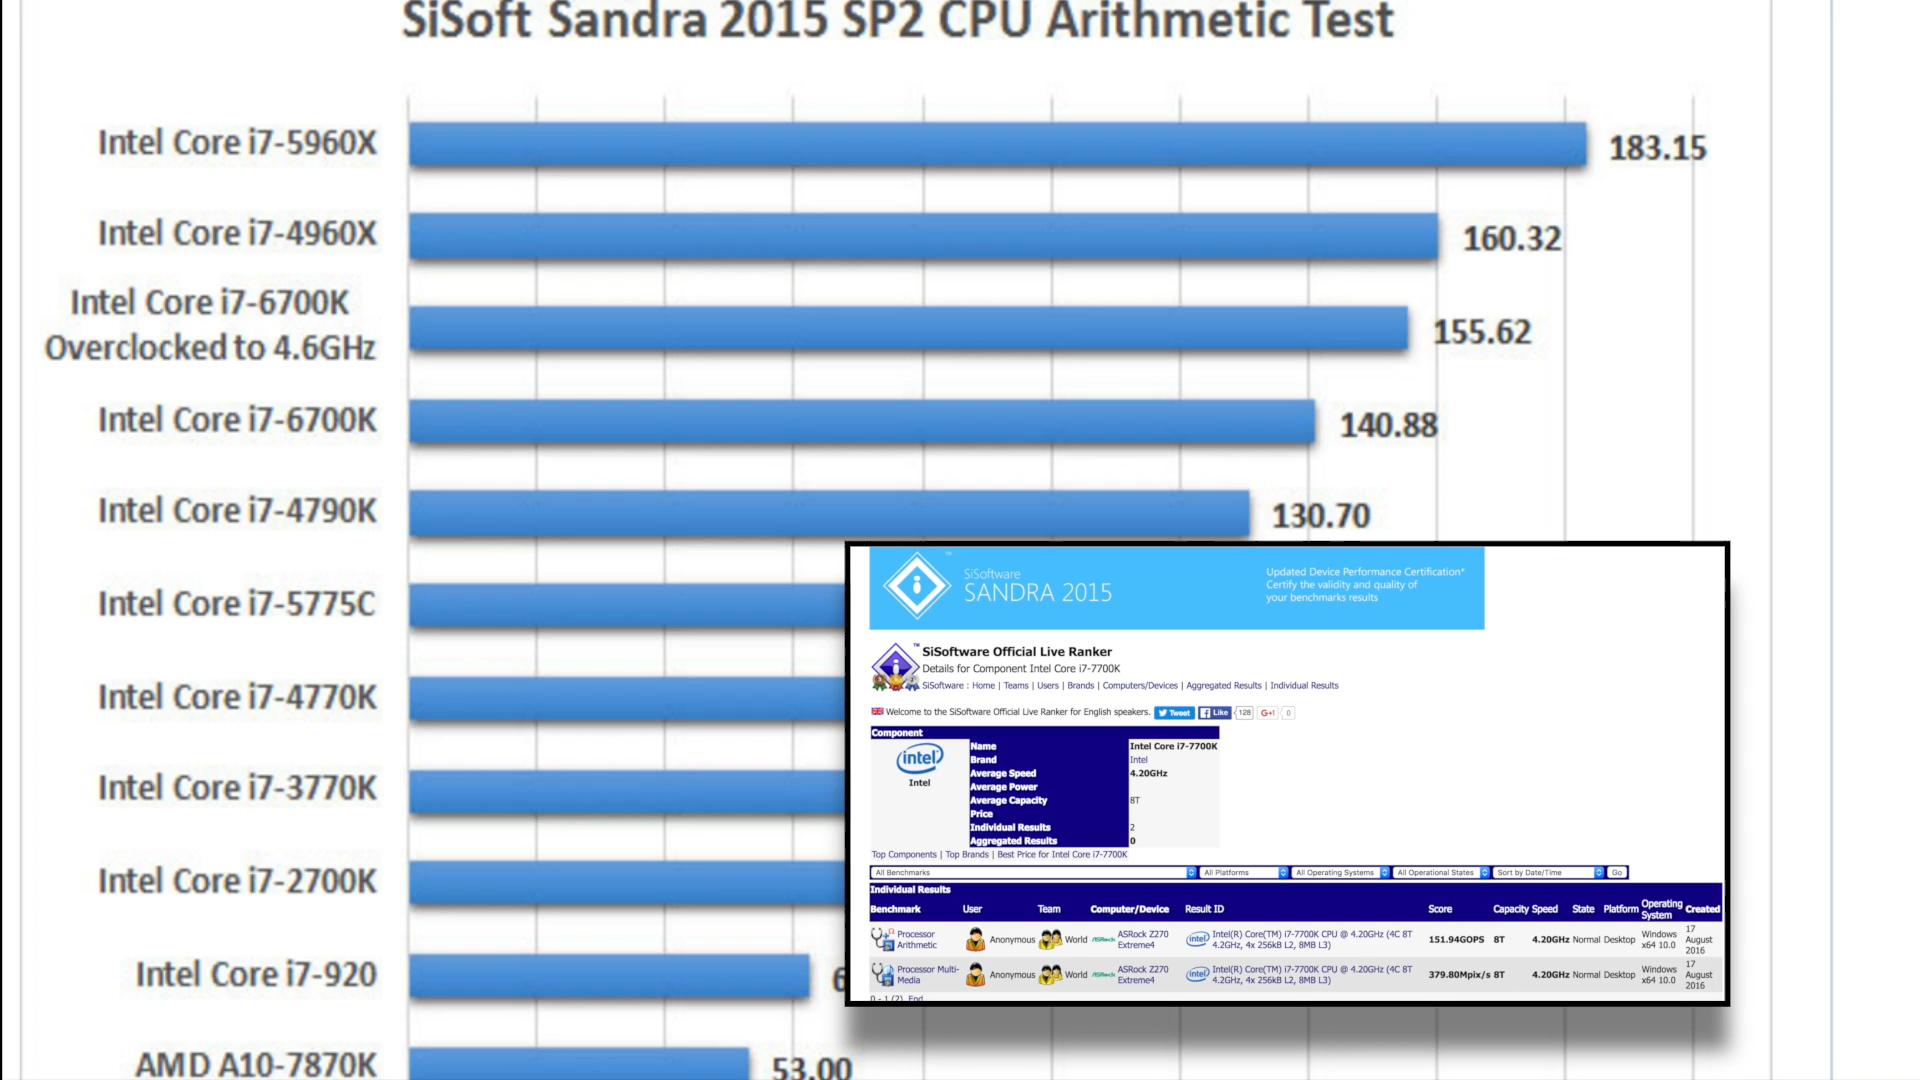 SiSoft Sandra 2015 SP2 CPU Arithmetic Test
Intel Core i7-5960X
183.15
Intel Core i7-4960X
160.32
Intel Core i7-6700K
Overclocked to 4.6GHz
155.62
Intel Core i7-6700K
140.88
Intel Core i7-4790K
130.70
Intel Core i7-5775C
Intel Core i7-4770K
Intel Core i7-3770K
Intel Core i7-2700K
Intel Core i7-920
6
AMD A10-7870K
53.00
SiSoftware
SANDRA 2015
Updated Device Performance Certification*
Certify the validity and quality of
your benchmarks results
SiSoftware Official Live Ranker
Details for Component Intel Core i7-7700K
SiSoftware : Home | Teams | Users | Brands | Computers/Devices | Aggregated Results | Individual Results
Welcome to the SiSoftware Official Live Ranker for English speakers. Tweet Like 128 G+1 0
Component
intel
Intel
Name Intel Core i7-7700K
Brand Intel
Average Speed 4.20GHz
Average Power
Average Capacity 8T
Price
Individual Results 2
Aggregated Results 0
Top Components | Top Brands | Best Price for Intel Core i7-7700K
All Benchmarks All Platforms All Operating Systems All Operational States Sort by Date/Time Go
Individual Results
Benchmark User Team Computer/Device Result ID Score Capacity Speed State Platform Operating System Created
Processor Arithmetic Anonymous World ASRock ASRock Z270 Extreme4 intel Intel(R) Core(TM) i7-7700K CPU @ 4.20GHz (4C 8T 4.2GHz, 4x 256kB L2, 8MB L3) 151.94GOPS 8T 4.20GHz Normal Desktop Windows x64 10.0 17 August 2016
Processor Multi-Media Anonymous World ASRock ASRock Z270 Extreme4 intel Intel(R) Core(TM) i7-7700K CPU @ 4.20GHz (4C 8T 4.2GHz, 4x 256kB L2, 8MB L3) 379.80Mpix/s 8T 4.20GHz Normal Desktop Windows x64 10.0 17 August 2016
0 - 1 (2) End